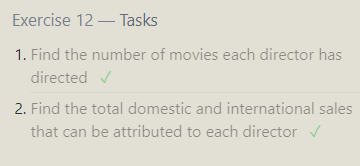 Exercise 12 — Tasks
1. Find the number of movies each director has
directed ✓
2. Find the total domestic and international sales
that can be attributed to each director ✓